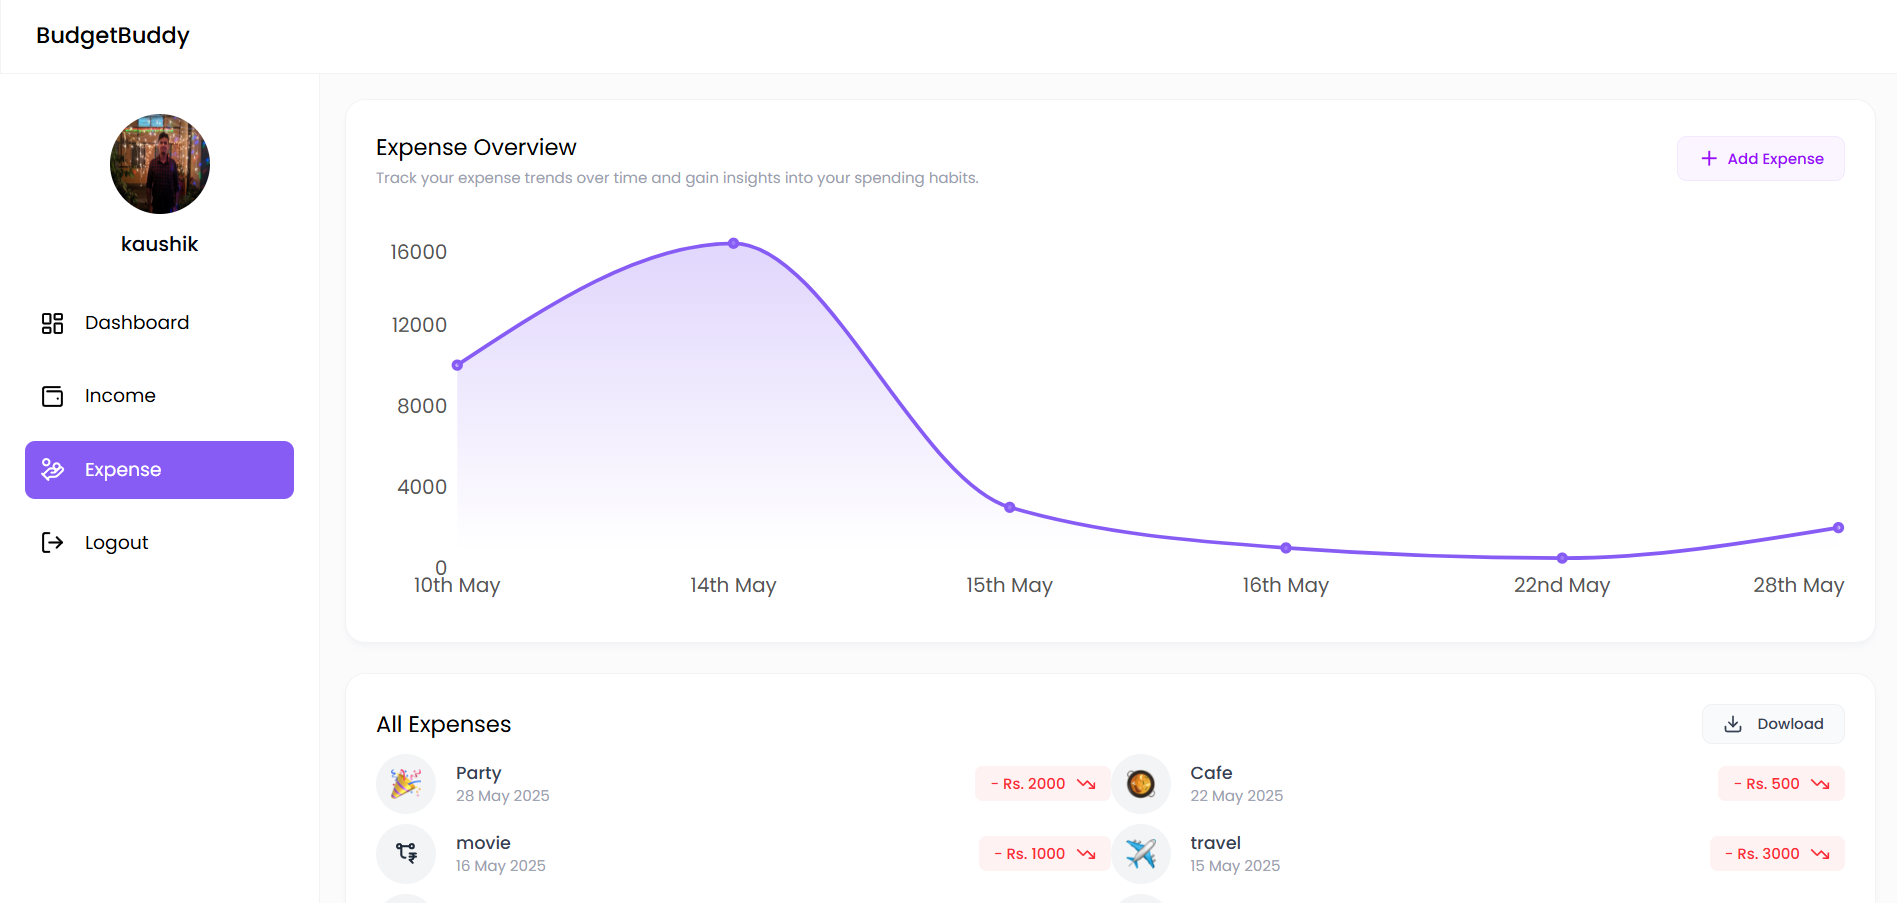 BudgetBuddy
kaushik
Dashboard
Income
Expense
Logout
Expense Overview
Track your expense trends over time and gain insights into your spending habits.
Add Expense
16000
12000
8000
4000
0
10th May 14th May 15th May 16th May 22nd May 28th May
All Expenses
Dowload
Party
28 May 2025
- Rs. 2000
Cafe
22 May 2025
- Rs. 500
movie
16 May 2025
- Rs. 1000
travel
15 May 2025
- Rs. 3000